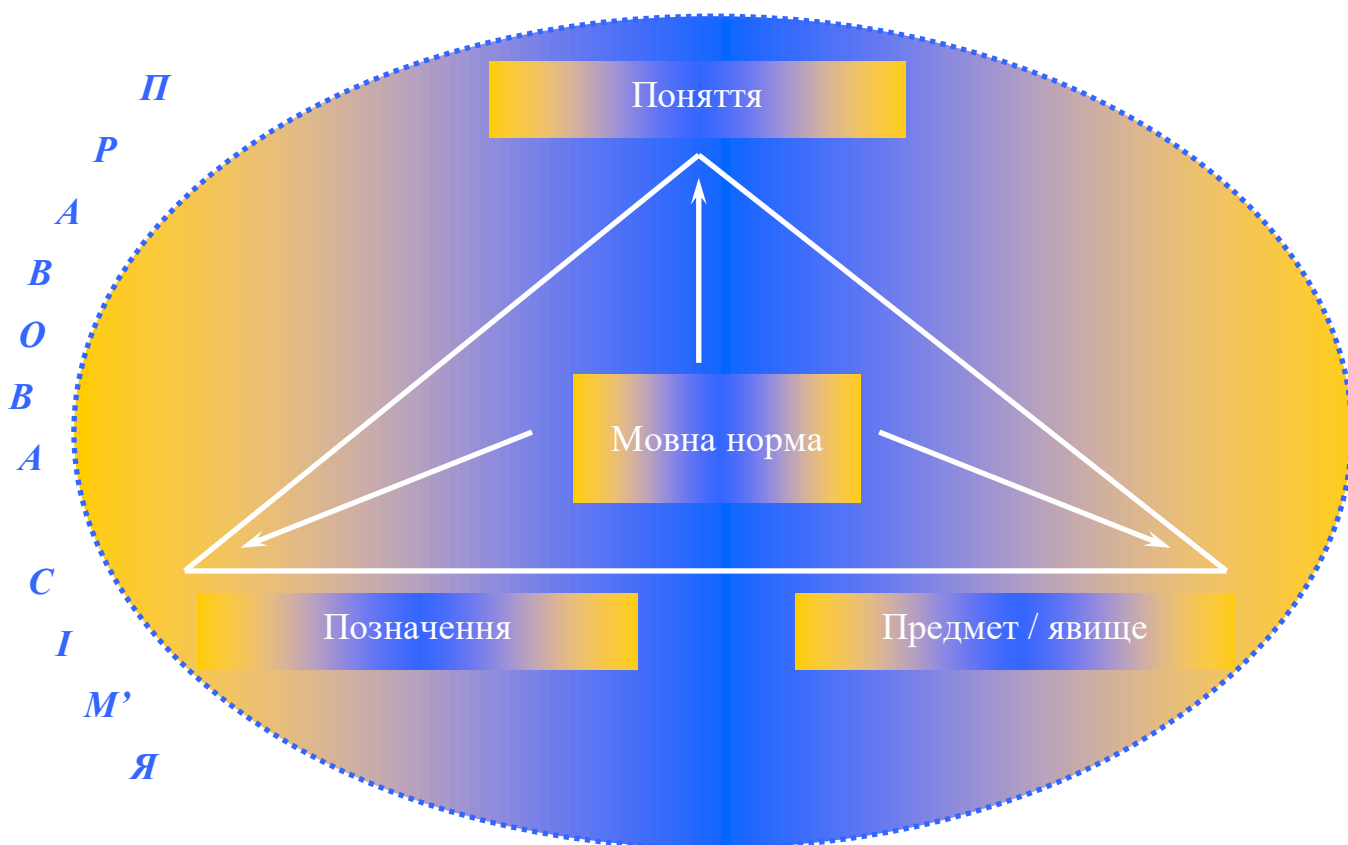 П
Р
А
В
О
В
А
С
І
М’
Я
Поняття
Мовна норма
Позначення
Предмет / явище